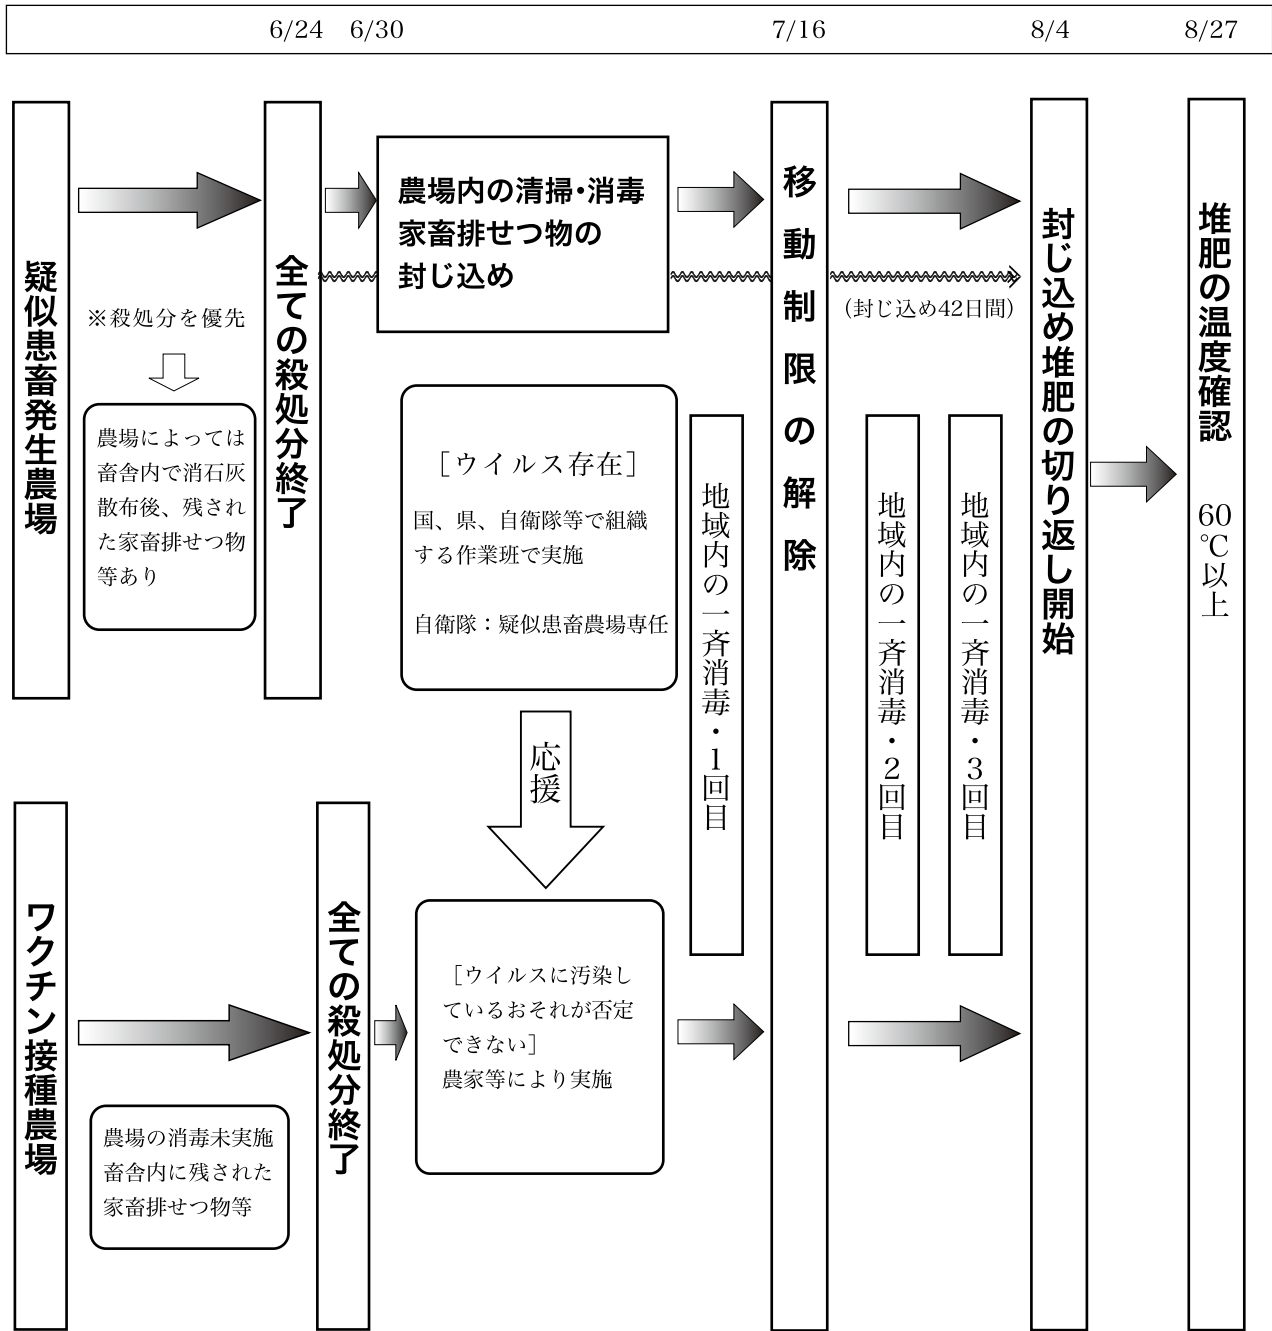 6/24 6/30 7/16 8/4 8/27
疑似患畜発生農場
※殺処分を優先
農場によっては
畜舎内で消石灰
散布後、残され
た家畜排せつ物
等あり
全ての殺処分終了
農場内の清掃・消毒
家畜排せつ物の
封じ込め
［ウイルス存在］
国、県、自衛隊等で組織
する作業班で実施
自衛隊：疑似患畜農場専任
応援
地域内の一斉消毒・1回目
移動制限の解除
(封じ込め42日間)
地域内の一斉消毒・2回目
地域内の一斉消毒・3回目
封じ込め堆肥の切り返し開始
堆肥の温度確認
60℃以上
ワクチン接種農場
農場の消毒未実施
畜舎内に残された
家畜排せつ物等
全ての殺処分終了
［ウイルスに汚染し
ているおそれが否定
できない］
農家等により実施